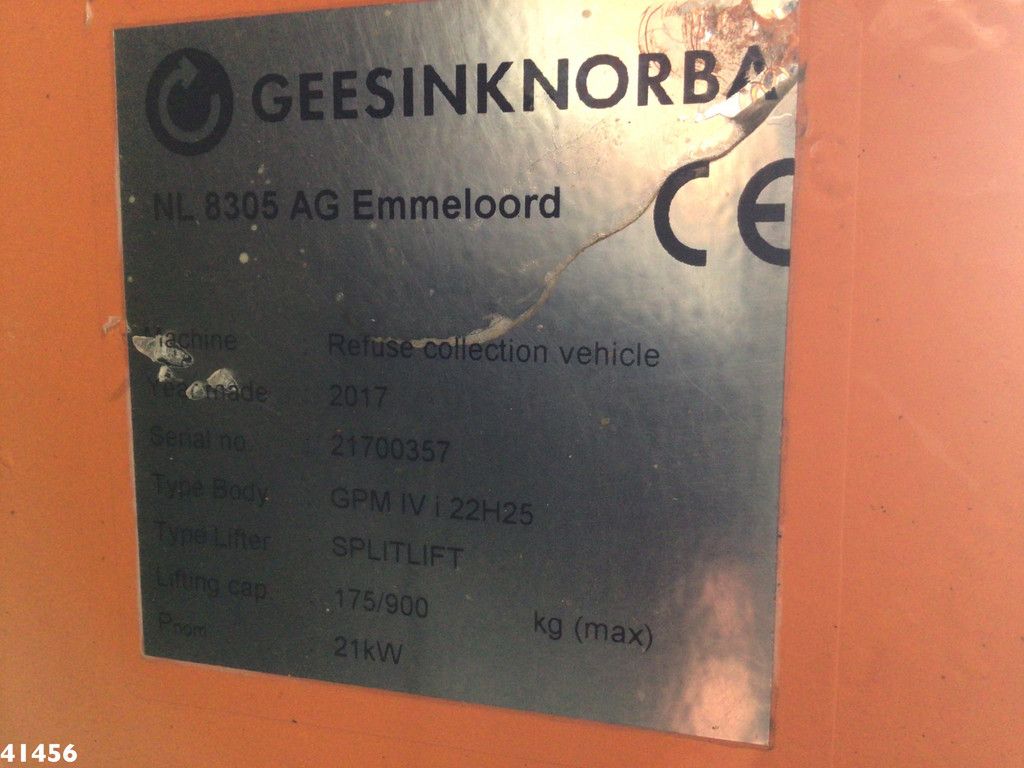 GEESINKNORBA
CE
NL 8305 AG Emmeloord
Machine Refuse collection vehicle
Year made 2017
Serial no. 21700357
Type Body GPM IV i 22H25
Type Lifter SPLITLIFT
Lifting cap. 175/900 kg (max)
Pnom 21kW
41456